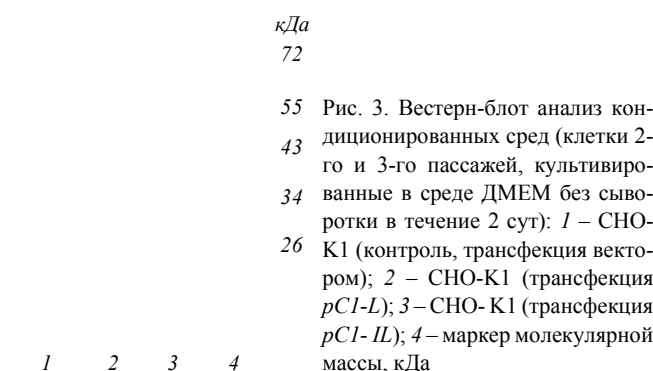 кДа
72
55
43
34
26
Рис. 3. Вестерн-блот анализ кон-
диционированных сред (клетки 2-
го и 3-го пассажей, культивиро-
ванные в среде ДМЕМ без сыво-
ротки в течение 2 сут): 1 – CHO-
K1 (контроль, трансфекция векто-
ром); 2 – CHO-K1 (трансфекция
pC1-L); 3 – CHO- K1 (трансфекция
pC1- IL); 4 – маркер молекулярной
массы, кДа
1 2 3 4